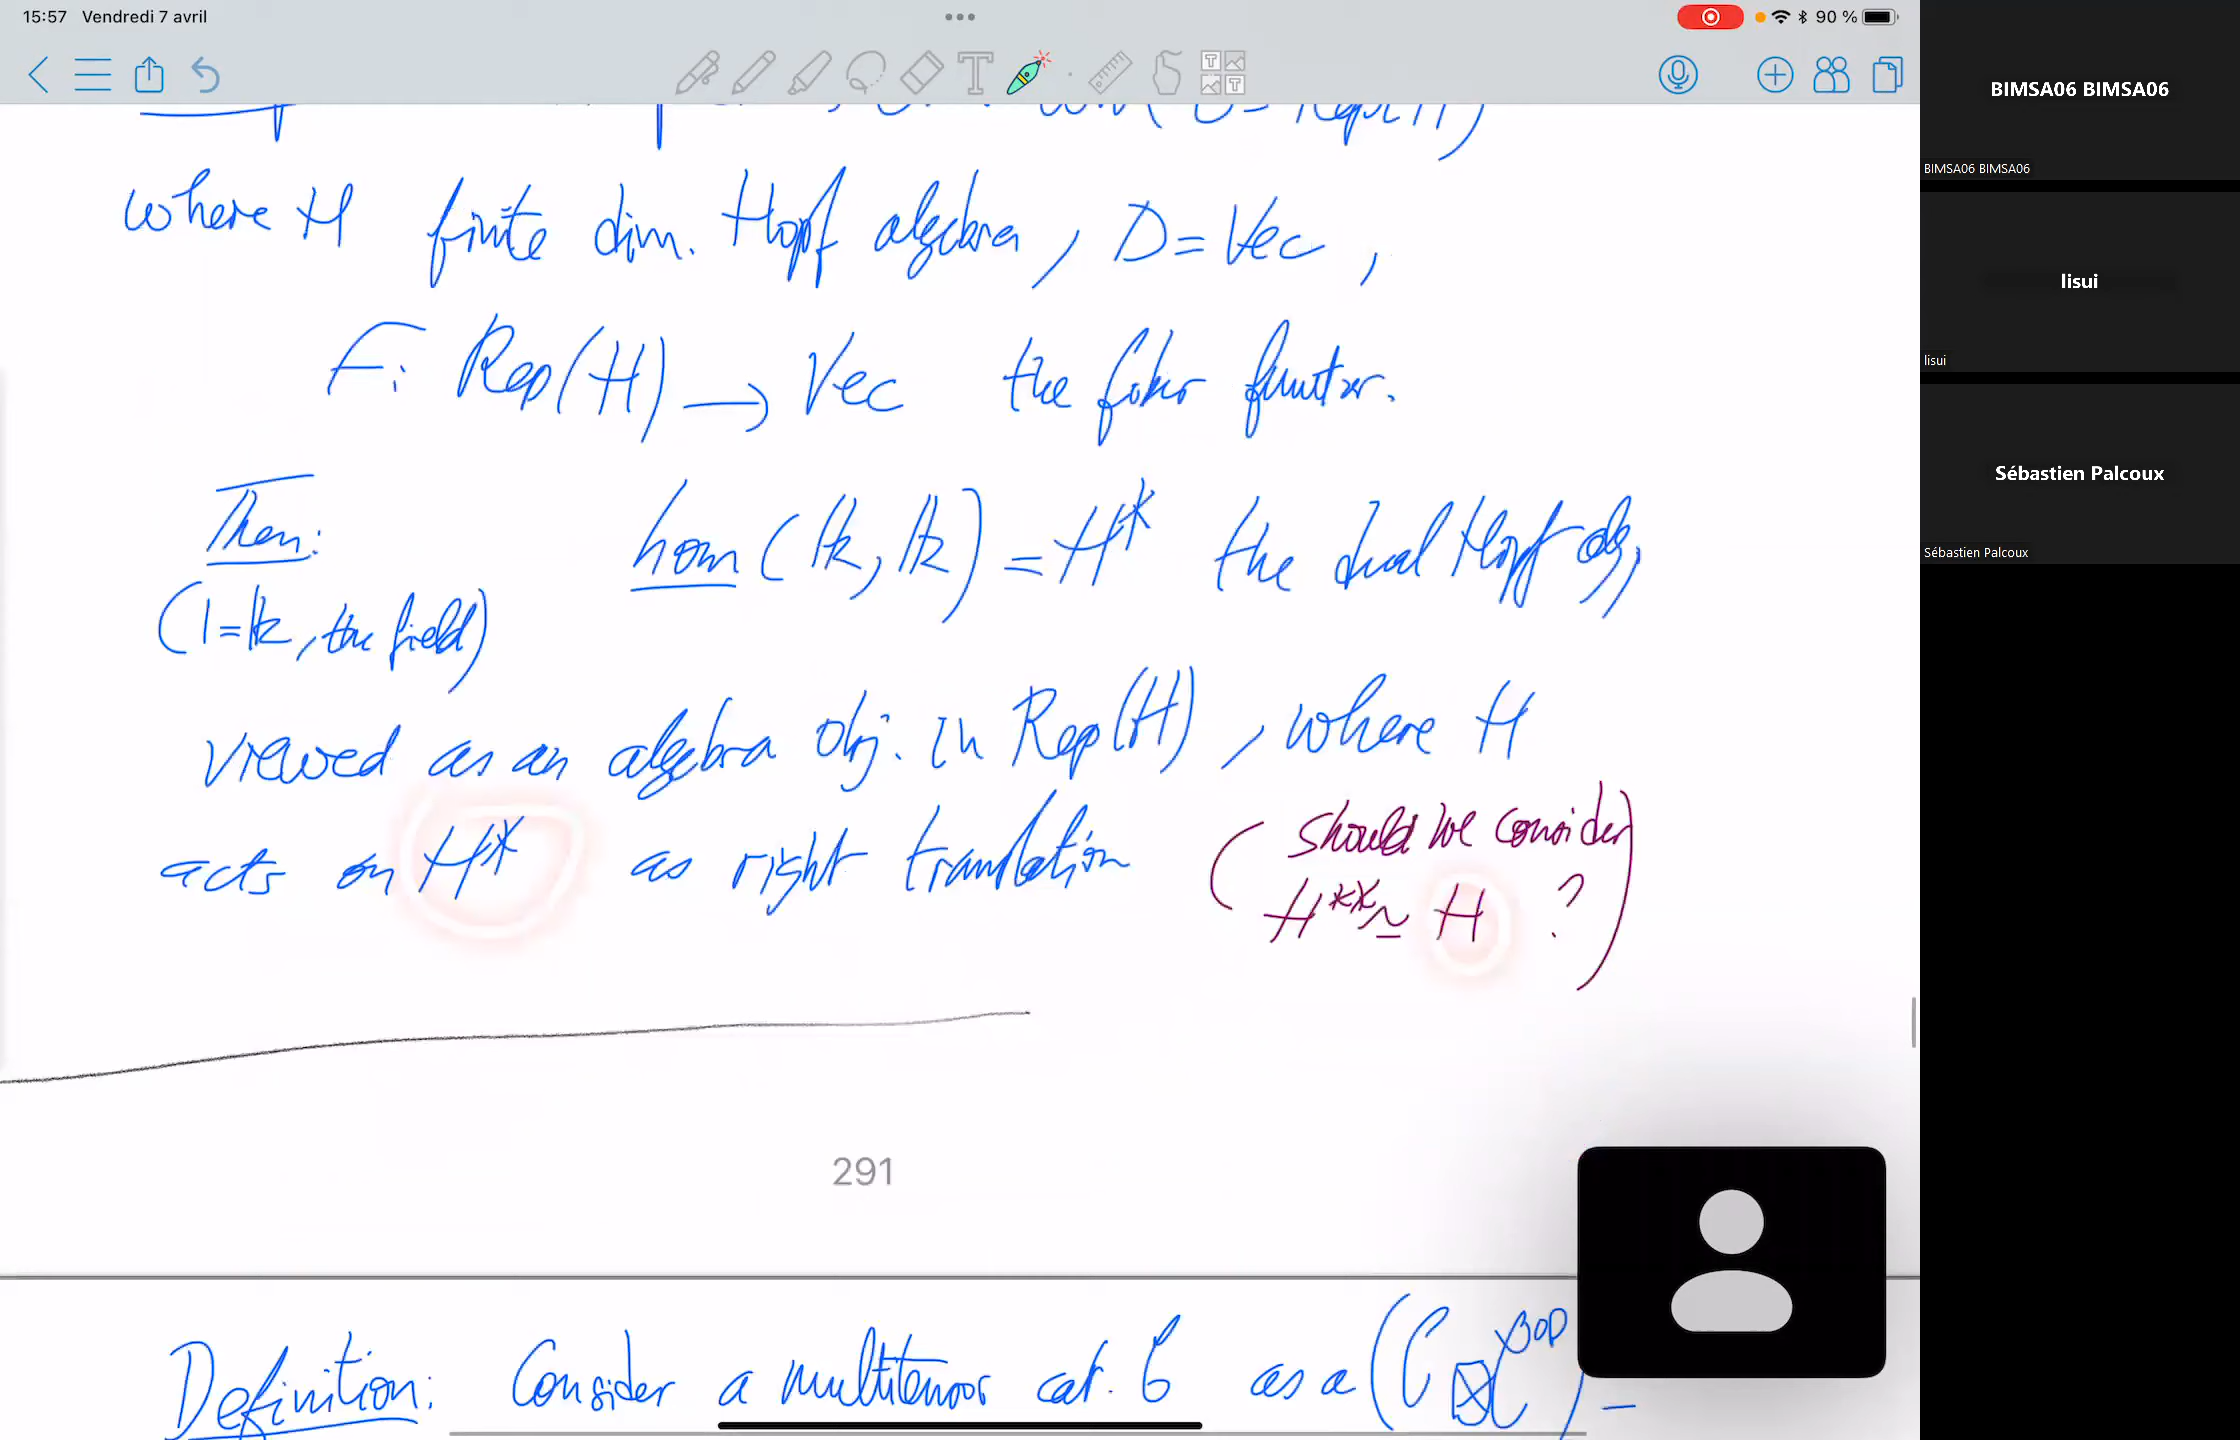 15:57 Vendredi 7 avril
90 %
where H finite dim. Hopf algebra, D = Vec,
F: Rep(H) → Vec the fiber functor.
Then: hom(𝕜, 𝕜) = H* the dual Hopf alg,
(1 = 𝕜, the field)
viewed as an algebra obj. in Rep(H), where H
acts on H* as right translation
(should we consider
H** ≃ H ?)
291
Definition: Consider a multitensor cat. C as a (C ⊠ C^op) -
BIMSA06 BIMSA06
BIMSA06 BIMSA06
lisui
lisui
Sébastien Palcoux
Sébastien Palcoux